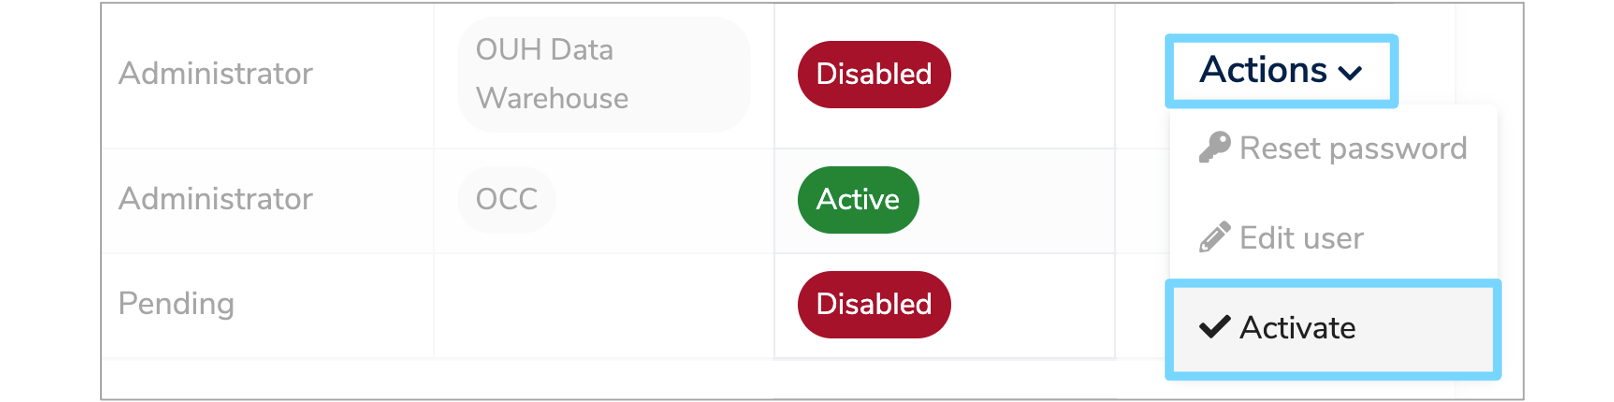 Administrator
OUH Data
Warehouse
Disabled
Actions
Reset password
Administrator
OCC
Active
Edit user
Pending
Disabled
Activate